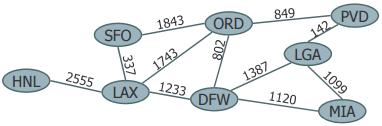 ORD
849
PVD
1843
SFO
142
802
1743
LGA
337
1387
HNL
2555
1099
LAX
1233
DFW
1120
MIA